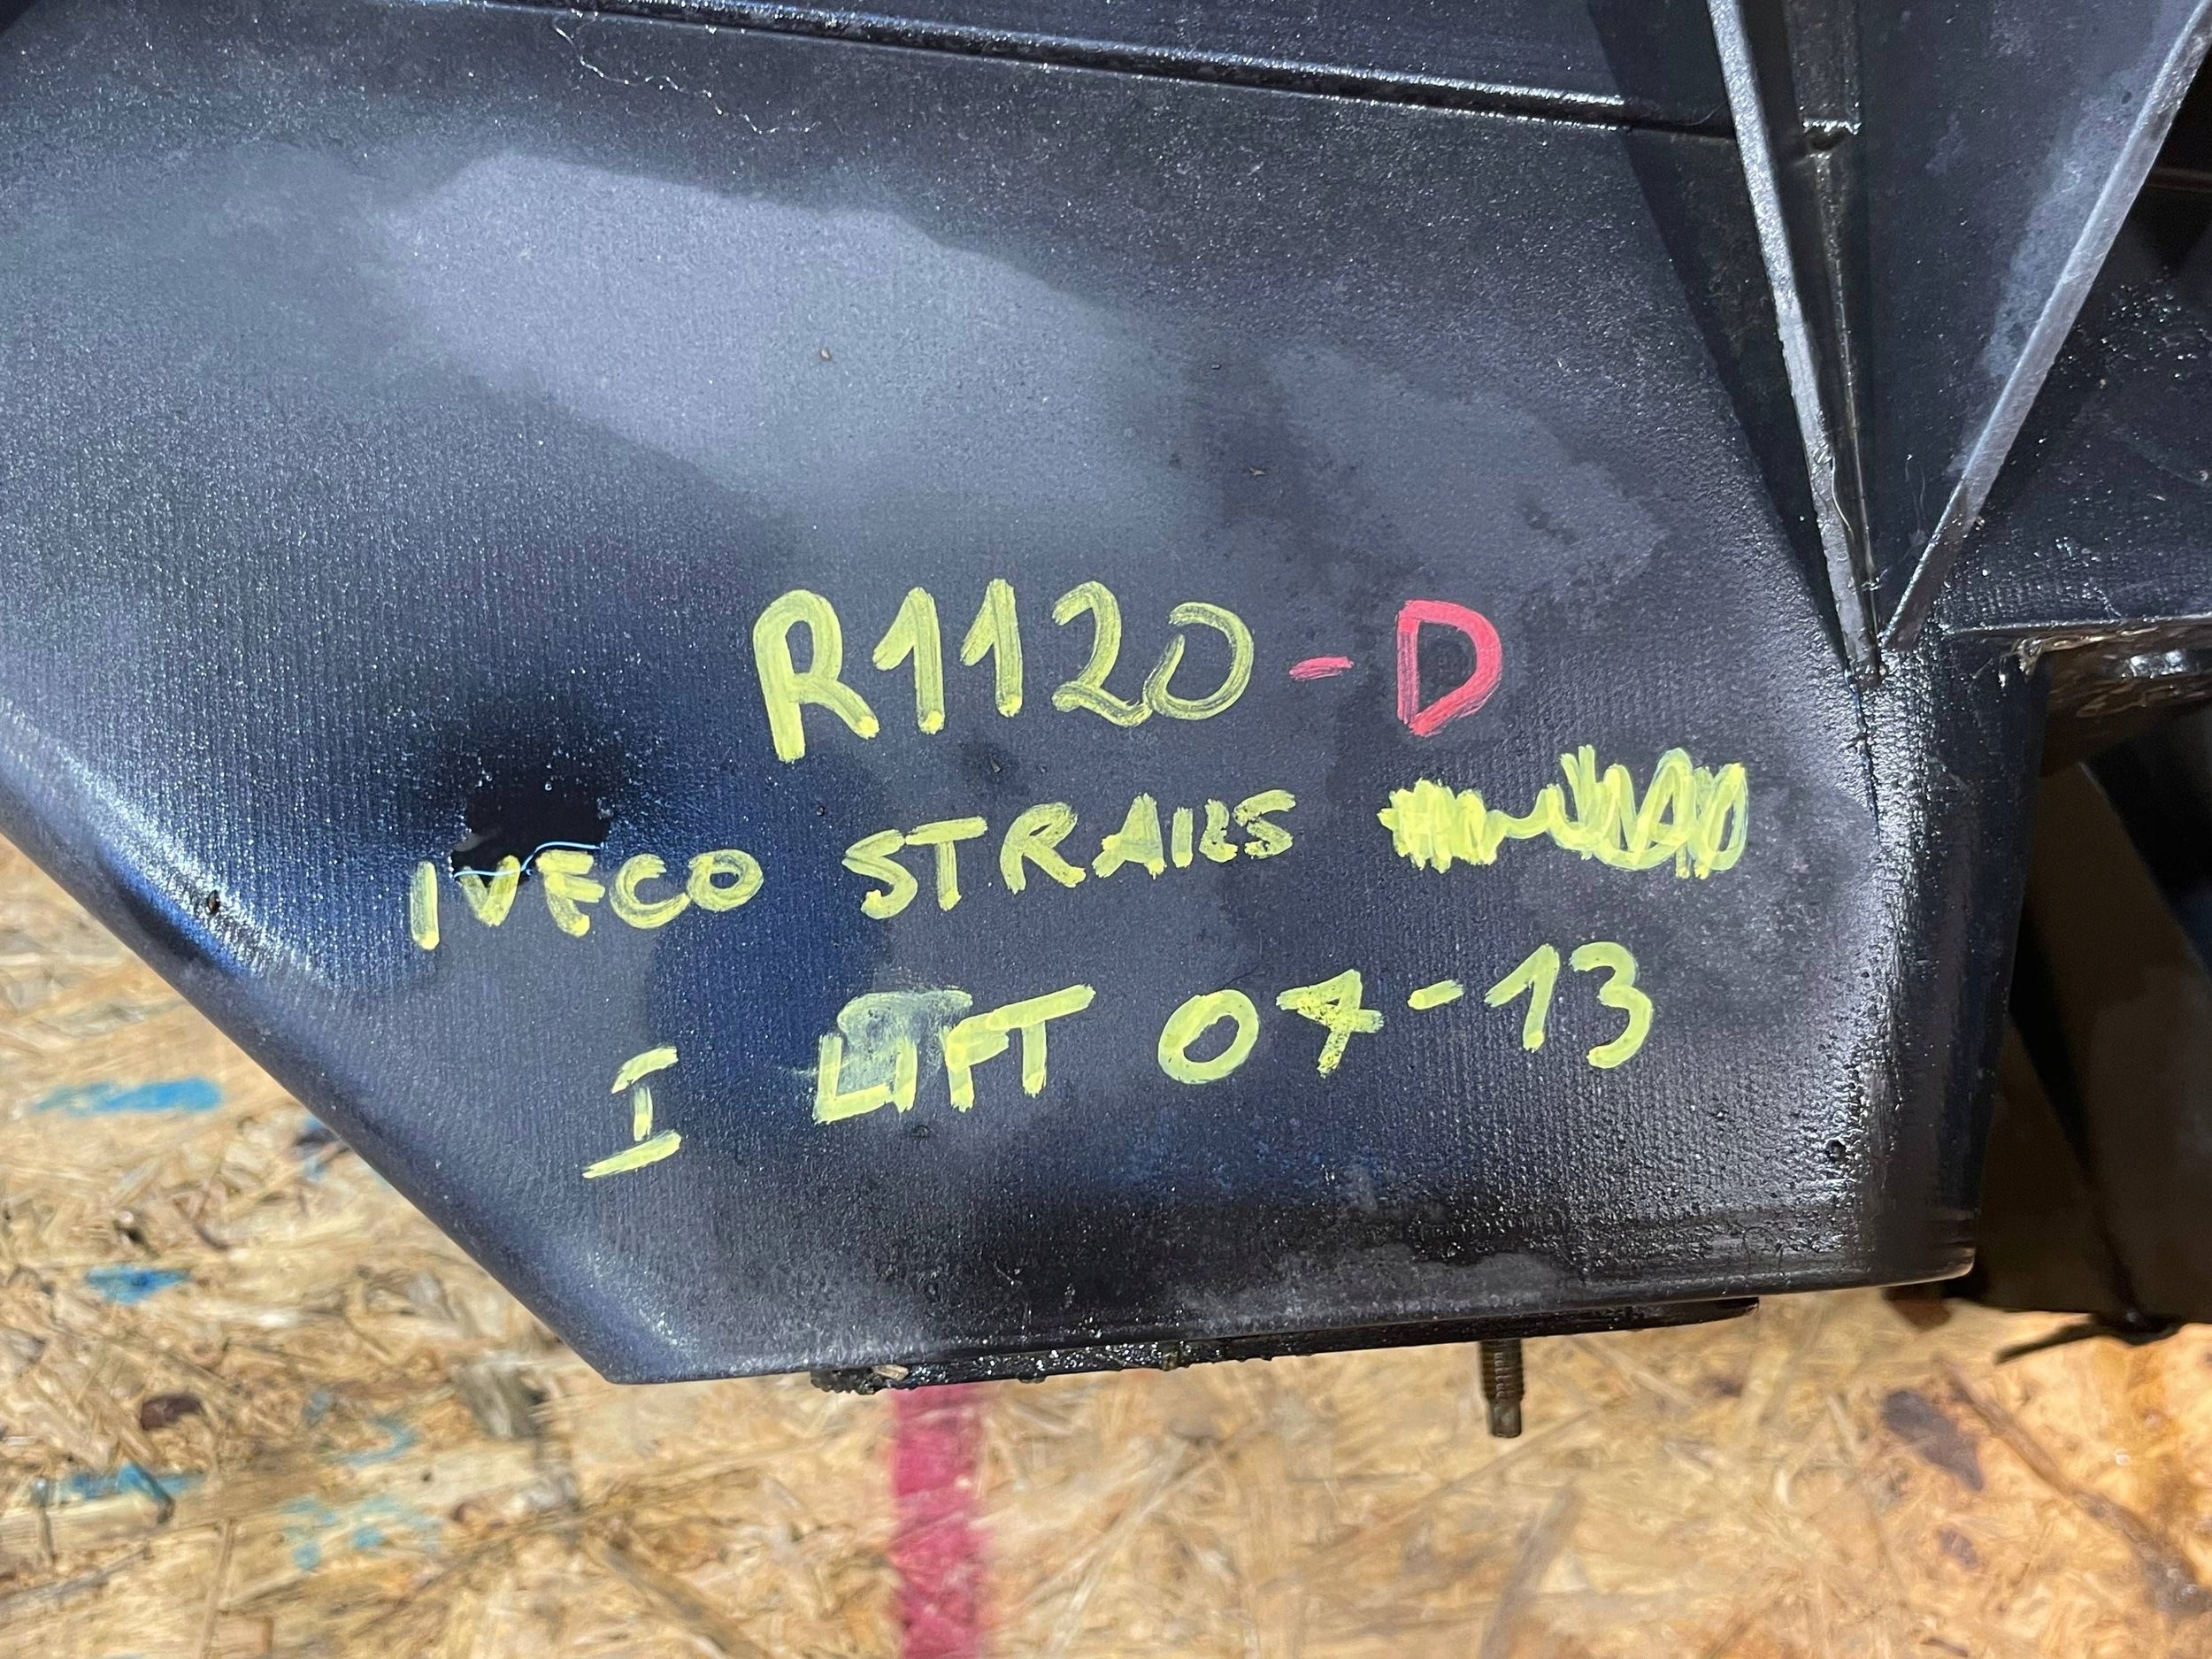 R1120-D
IVECO STRALIS
I LIFT 07-13